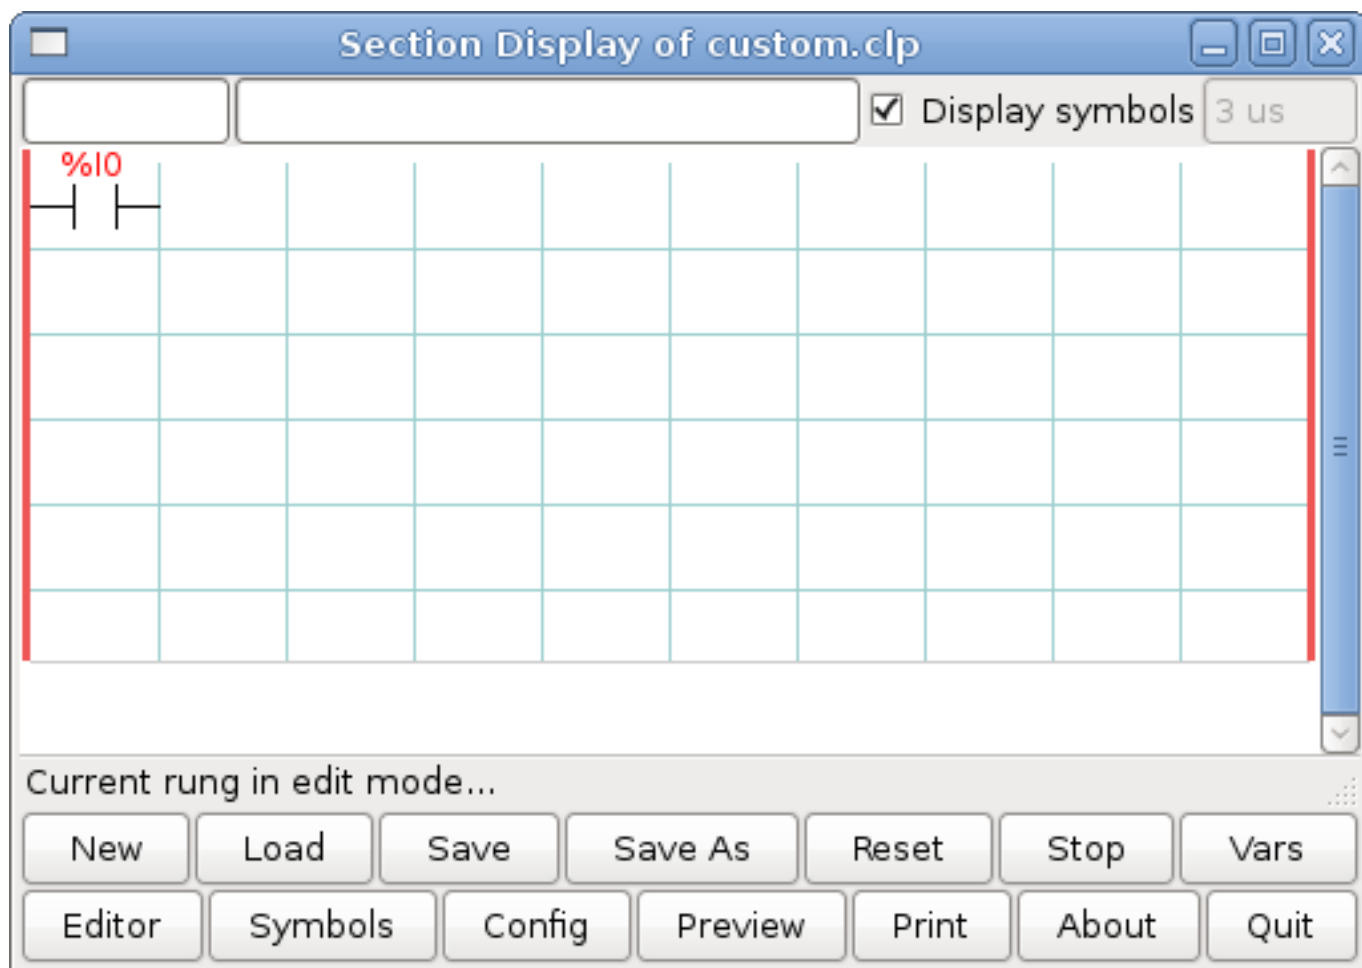 Section Display of custom.clp
Display symbols 3 us
%I0
Current rung in edit mode...
New Load Save Save As Reset Stop Vars
Editor Symbols Config Preview Print About Quit